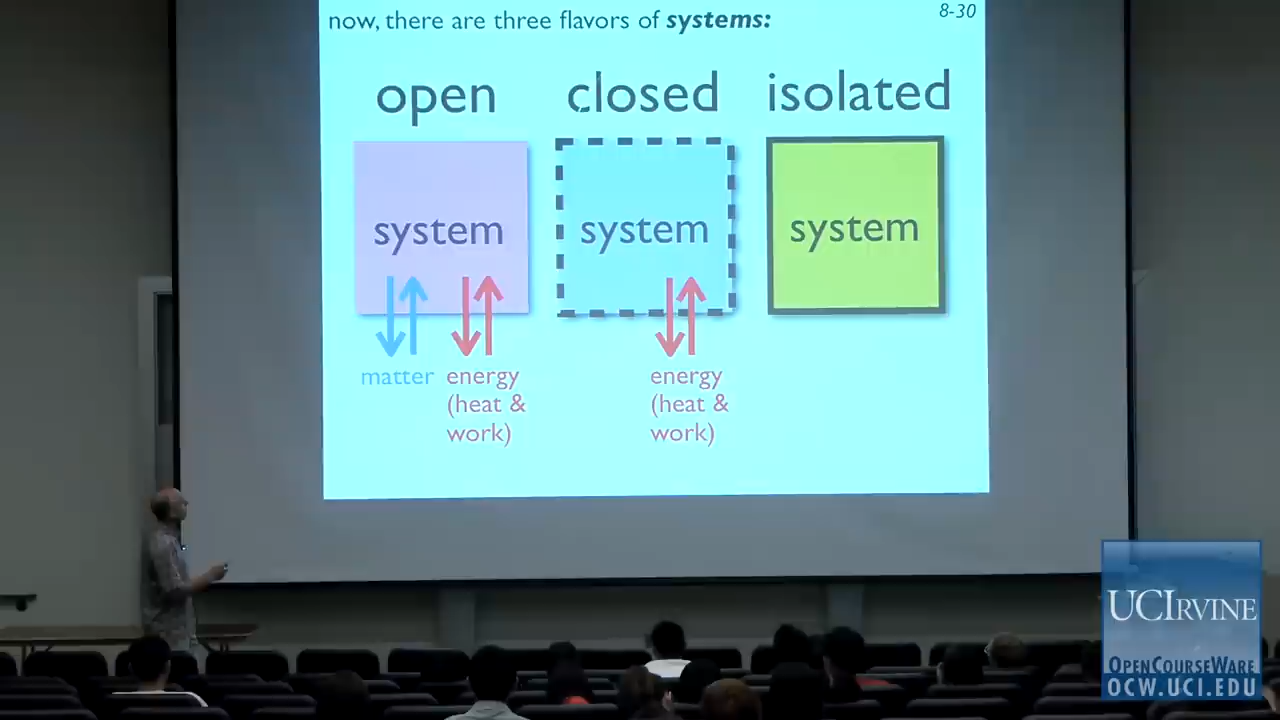 now, there are three flavors of systems:
8-30
open
closed
isolated
system
system
system
matter
energy
(heat &
work)
energy
(heat &
work)
UCIRVINE
OPENCOURSEWARE
OCW.UCI.EDU